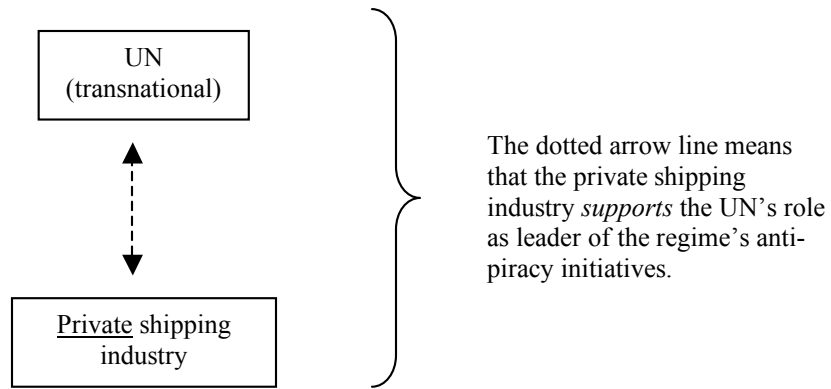 UN
(transnational)
The dotted arrow line means
that the private shipping
industry supports the UN’s role
as leader of the regime’s anti-
piracy initiatives.
Private shipping
industry